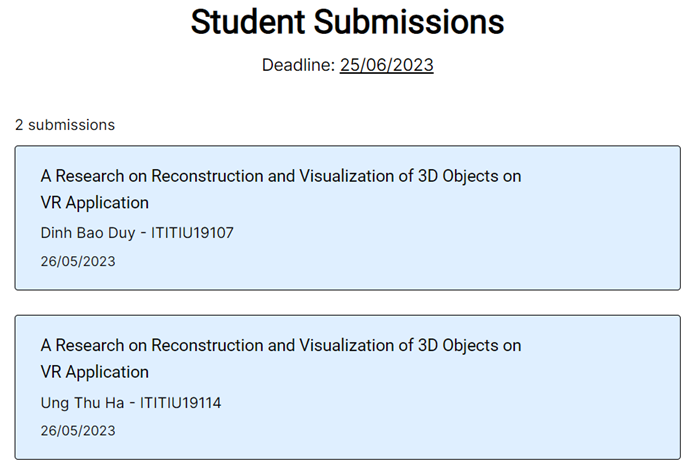 Student Submissions
Deadline: 25/06/2023
2 submissions
A Research on Reconstruction and Visualization of 3D Objects on
VR Application
Dinh Bao Duy - ITITIU19107
26/05/2023
A Research on Reconstruction and Visualization of 3D Objects on
VR Application
Ung Thu Ha - ITITIU19114
26/05/2023